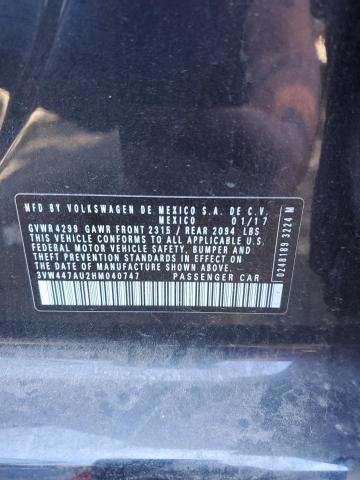 MFD BY VOLKSWAGEN DE MEXICO S.A. DE C.V.
MEXICO 01/17
GVWR 4299 GAWR FRONT 2315 / REAR 2094 LBS
THIS VEHICLE CONFORMS TO ALL APPLICABLE U.S.
FEDERAL MOTOR VEHICLE SAFETY, BUMPER AND
THEFT PREVENTION STANDARDS IN EFFECT ON THE
DATE OF MANUFACTURE SHOWN ABOVE
3VW447AU2HM040747 PASSENGER CAR
0248189 3224 M